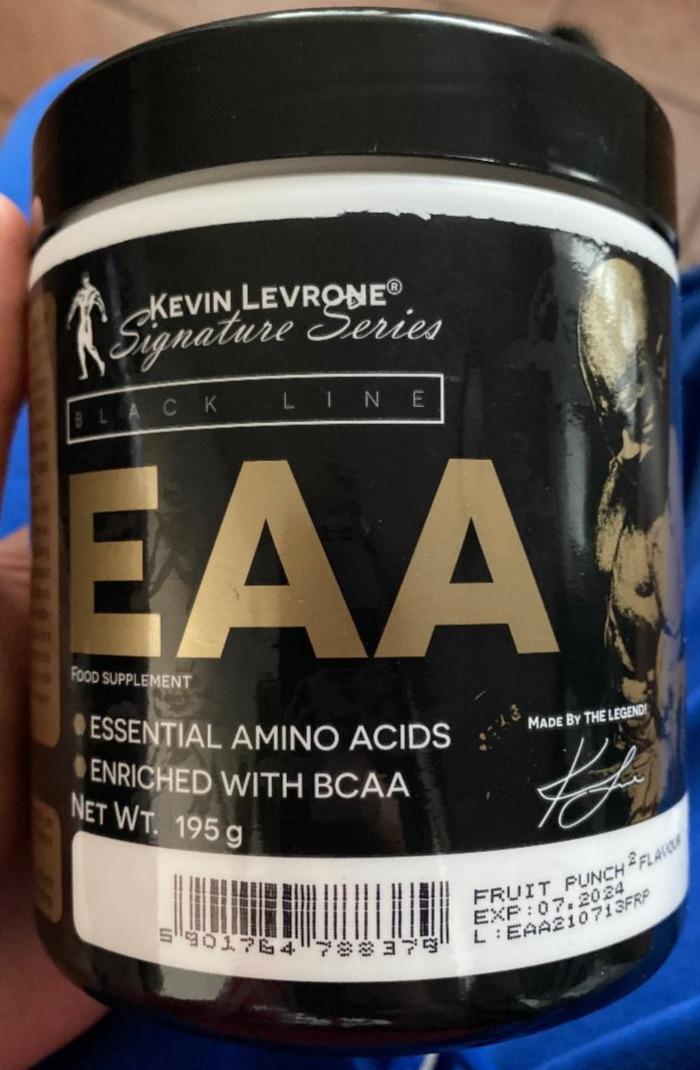 KEVIN LEVRONE®
Signature Series
BLACK LINE
EAA
FOOD SUPPLEMENT
ESSENTIAL AMINO ACIDS
ENRICHED WITH BCAA
NET WT. 195 g
MADE BY THE LEGEND!
FRUIT PUNCH² FLAVOUR
EXP:07.2024
L:EAA210713FRP
5 901764 788379